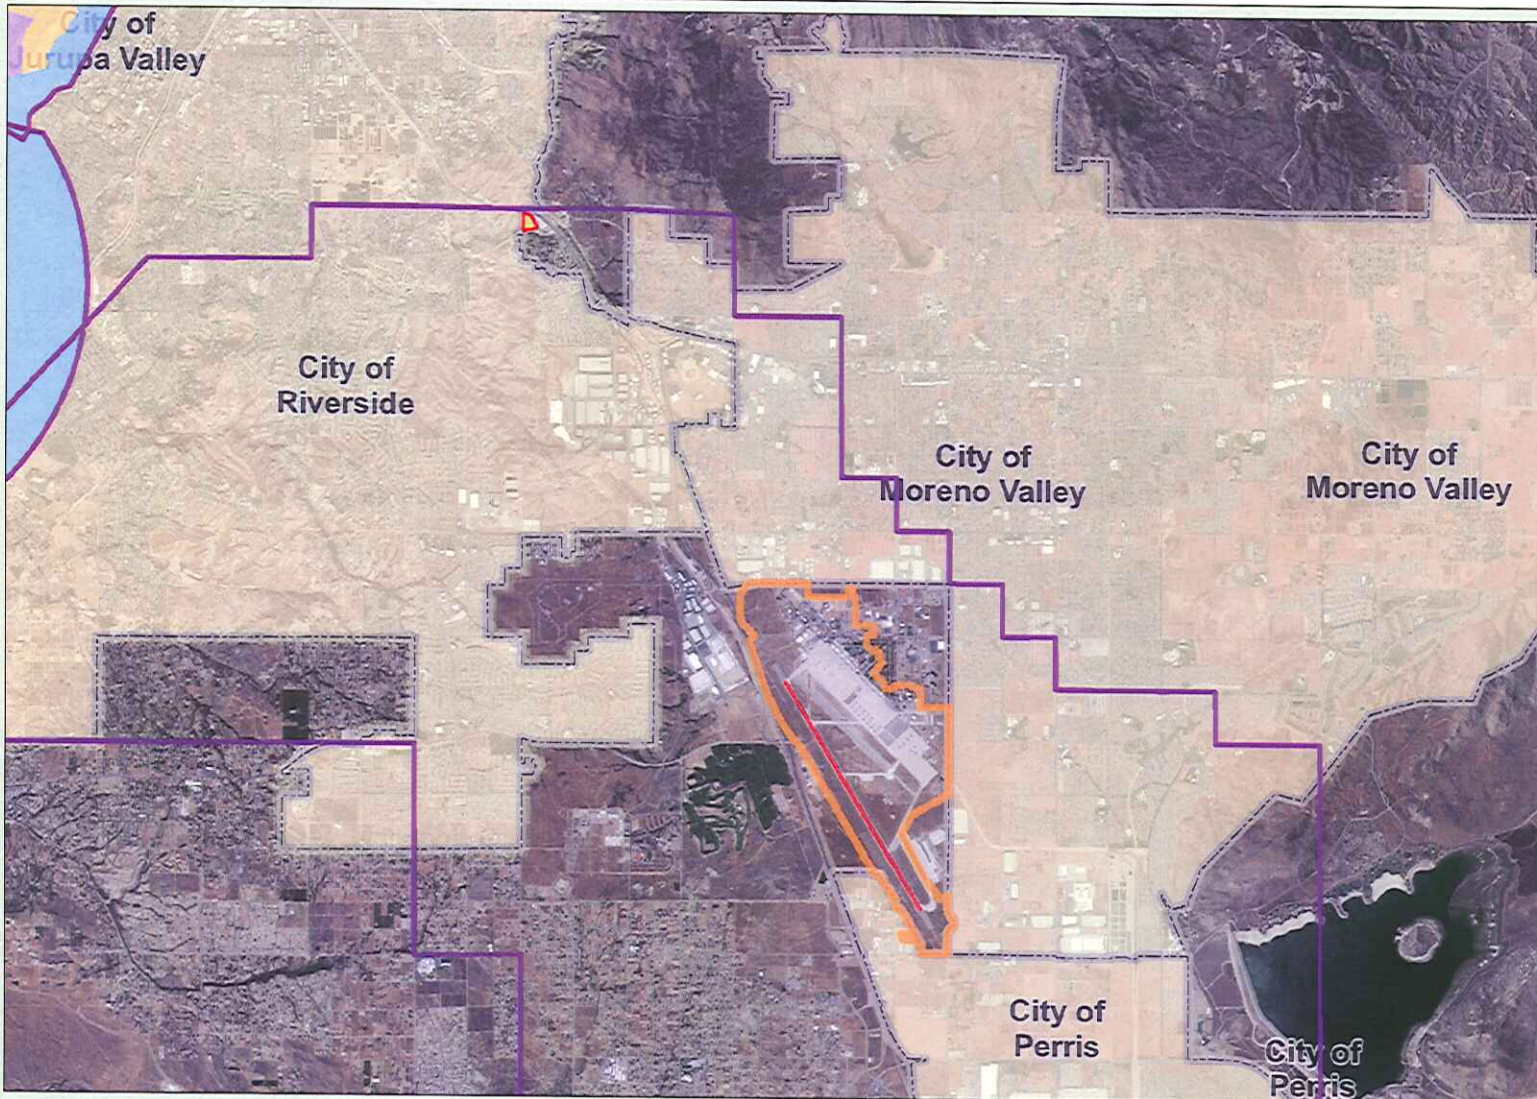 City of
Jurupa Valley
City of
Riverside
City of
Moreno Valley
City of
Moreno Valley
City of
Perris
City of
Perris